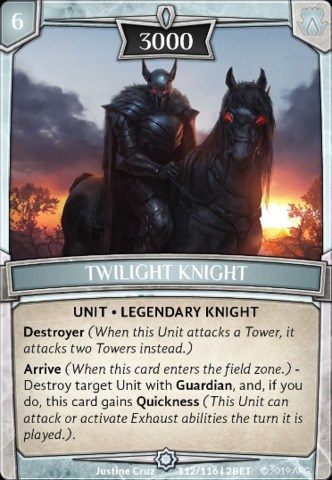 6
3000
TWILIGHT KNIGHT
UNIT • LEGENDARY KNIGHT
Destroyer (When this Unit attacks a Tower, it
attacks two Towers instead.)
Arrive (When this card enters the field zone.) -
Destroy target Unit with Guardian, and, if you
do, this card gains Quickness (This Unit can
attack or activate Exhaust abilities the turn it
is played.).
Justine Cruz 112/116 | 2BET ©2019 ARG